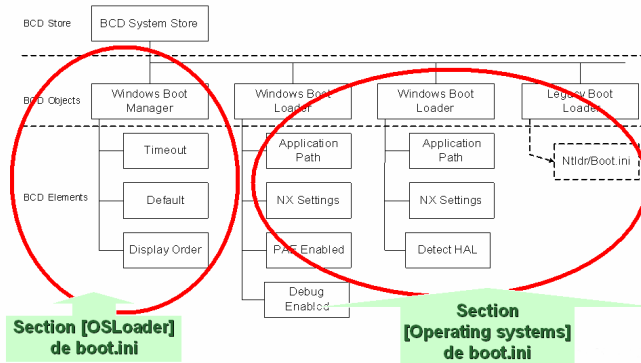 BCD Store
BCD System Store
BCD Objects
Windows Boot
Manager
Windows Boot
Loader
Windows Boot
Loader
Legacy Boot
Loader
BCD Elements
Timeout
Default
Display Order
Application
Path
NX Settings
PAE Enabled
Debug
Enabled
Application
Path
NX Settings
Detect HAL
Ntldr/Boot.ini
Section [OSLoader]
de boot.ini
Section
[Operating systems]
de boot.ini